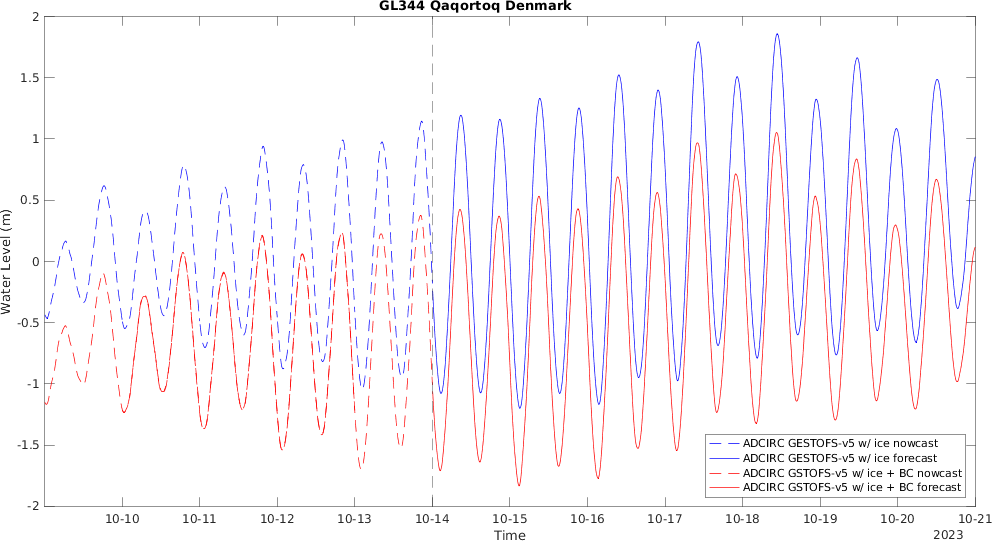 GL344 Qaqortoq Denmark
2
1.5
1
0.5
0
-0.5
-1
-1.5
-2
Water Level (m)
ADCIRC GESTOFS-v5 w/ ice nowcast
ADCIRC GESTOFS-v5 w/ ice forecast
ADCIRC GSTOFS-v5 w/ ice + BC nowcast
ADCIRC GSTOFS-v5 w/ ice + BC forecast
10-10 10-11 10-12 10-13 10-14 10-15 10-16 10-17 10-18 10-19 10-20 10-21
Time
2023